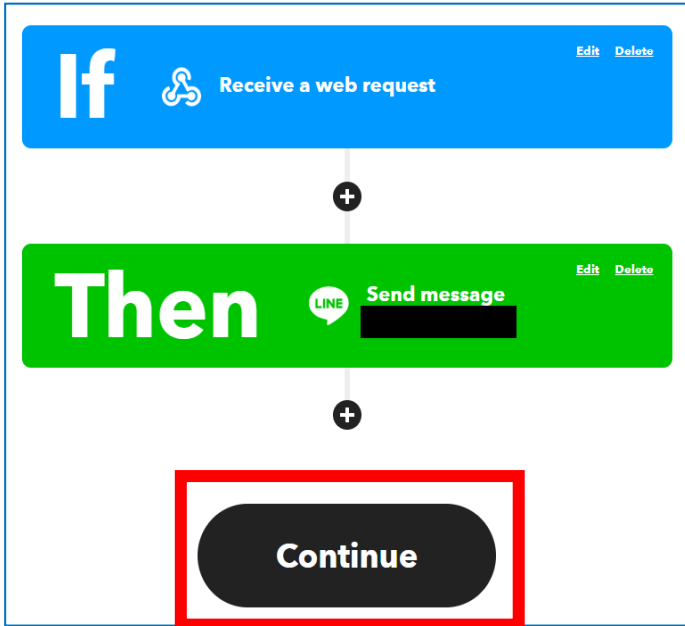 If
Receive a web request
Edit Delete
Then
LINE
Send message
Edit Delete
Continue